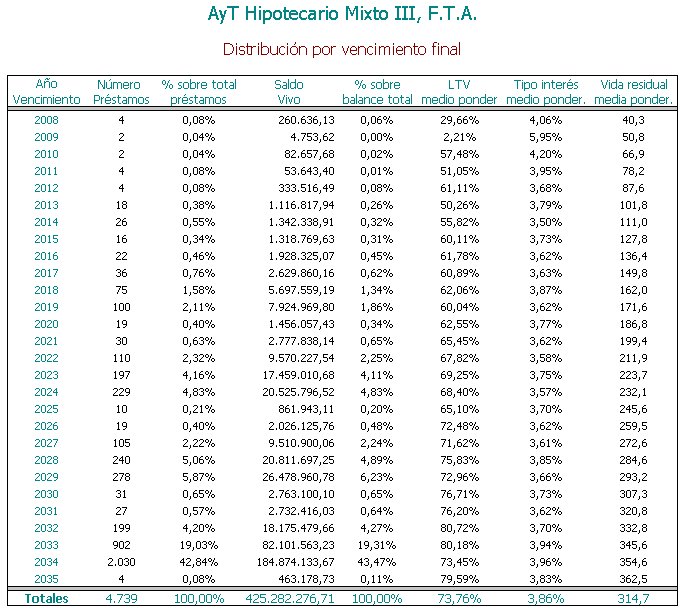 AyT Hipotecario Mixto III, F.T.A.
Distribución por vencimiento final
Año Número % sobre total Saldo % sobre LTV Tipo interés Vida residual
Vencimiento Préstamos préstamos Vivo balance total medio ponder medio ponder. media ponder.
2008 4 0,08% 260.636,13 0,06% 29,66% 4,06% 40,3
2009 2 0,04% 4.753,62 0,00% 2,21% 5,95% 50,8
2010 2 0,04% 82.657,68 0,02% 57,48% 4,20% 66,9
2011 4 0,08% 53.643,40 0,01% 51,05% 3,95% 78,2
2012 4 0,08% 333.516,49 0,08% 61,11% 3,68% 87,6
2013 18 0,38% 1.116.817,94 0,26% 50,26% 3,79% 101,8
2014 26 0,55% 1.342.338,91 0,32% 55,82% 3,50% 111,0
2015 16 0,34% 1.318.769,63 0,31% 60,11% 3,73% 127,8
2016 22 0,46% 1.928.325,07 0,45% 61,78% 3,62% 136,4
2017 36 0,76% 2.629.860,16 0,62% 60,89% 3,63% 149,8
2018 75 1,58% 5.697.559,19 1,34% 62,06% 3,87% 162,0
2019 100 2,11% 7.924.969,80 1,86% 60,04% 3,62% 171,6
2020 19 0,40% 1.456.057,43 0,34% 62,55% 3,77% 186,8
2021 30 0,63% 2.777.838,14 0,65% 65,45% 3,62% 199,4
2022 110 2,32% 9.570.227,54 2,25% 67,82% 3,58% 211,9
2023 197 4,16% 17.459.010,68 4,11% 69,25% 3,75% 223,7
2024 229 4,83% 20.525.796,52 4,83% 68,40% 3,57% 232,1
2025 10 0,21% 861.943,11 0,20% 65,10% 3,70% 245,6
2026 19 0,40% 2.026.125,76 0,48% 72,48% 3,62% 259,5
2027 105 2,22% 9.510.900,06 2,24% 71,62% 3,61% 272,6
2028 240 5,06% 20.811.697,25 4,89% 75,83% 3,85% 284,6
2029 278 5,87% 26.478.960,78 6,23% 72,96% 3,66% 293,2
2030 31 0,65% 2.763.100,10 0,65% 76,71% 3,73% 307,3
2031 27 0,57% 2.732.416,03 0,64% 76,20% 3,62% 320,8
2032 199 4,20% 18.175.479,66 4,27% 80,72% 3,70% 332,8
2033 902 19,03% 82.101.563,23 19,31% 80,18% 3,94% 345,6
2034 2.030 42,84% 184.874.133,67 43,47% 73,45% 3,96% 354,6
2035 4 0,08% 463.178,73 0,11% 79,59% 3,83% 362,5
Totales 4.739 100,00% 425.282.276,71 100,00% 73,76% 3,86% 314,7